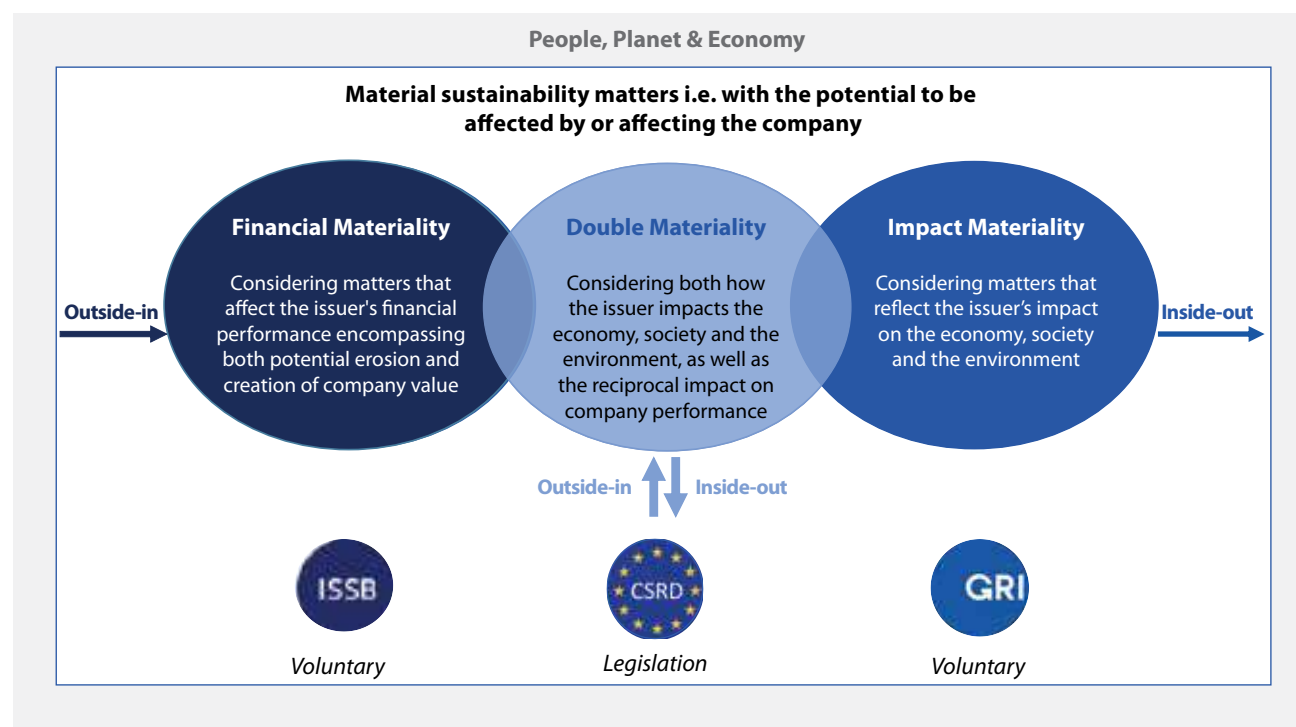 People, Planet & Economy
Material sustainability matters i.e. with the potential to be
affected by or affecting the company
Financial Materiality
Considering matters that
affect the issuer's financial
performance encompassing
both potential erosion and
creation of company value
Double Materiality
Considering both how
the issuer impacts the
economy, society and the
environment, as well as
the reciprocal impact on
company performance
Impact Materiality
Considering matters that
reflect the issuer’s impact
on the economy, society
and the environment
Outside-in
Inside-out
Outside-in
Inside-out
ISSB
CSRD
GRI
Voluntary
Legislation
Voluntary